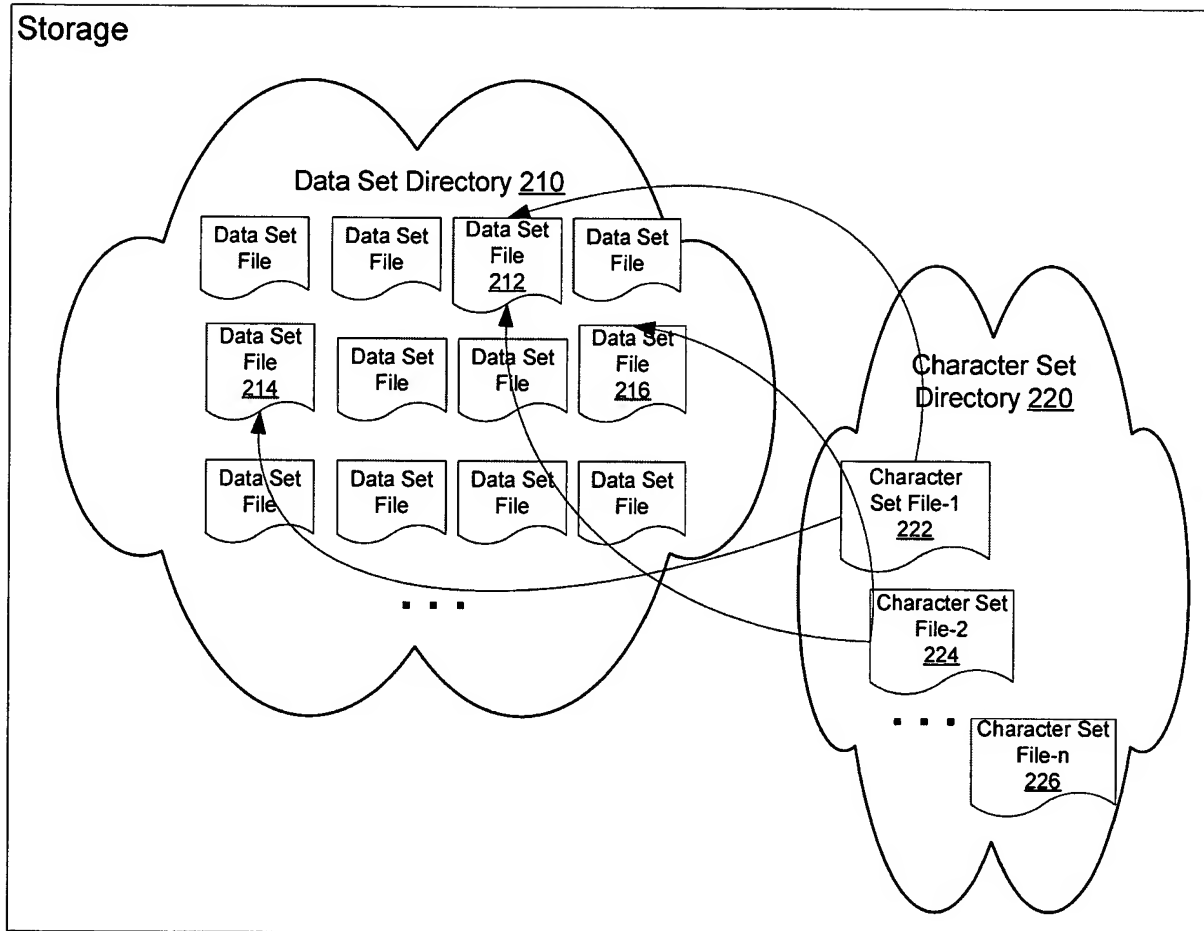 Storage
Data Set Directory 210
Data Set
File
Data Set
File
Data Set
File
212
Data Set
File
Data Set
File
214
Data Set
File
Data Set
File
Data Set
File
216
Data Set
File
Data Set
File
Data Set
File
Data Set
File
. . .
Character Set
Directory 220
Character
Set File-1
222
Character Set
File-2
224
. . .
Character Set
File-n
226